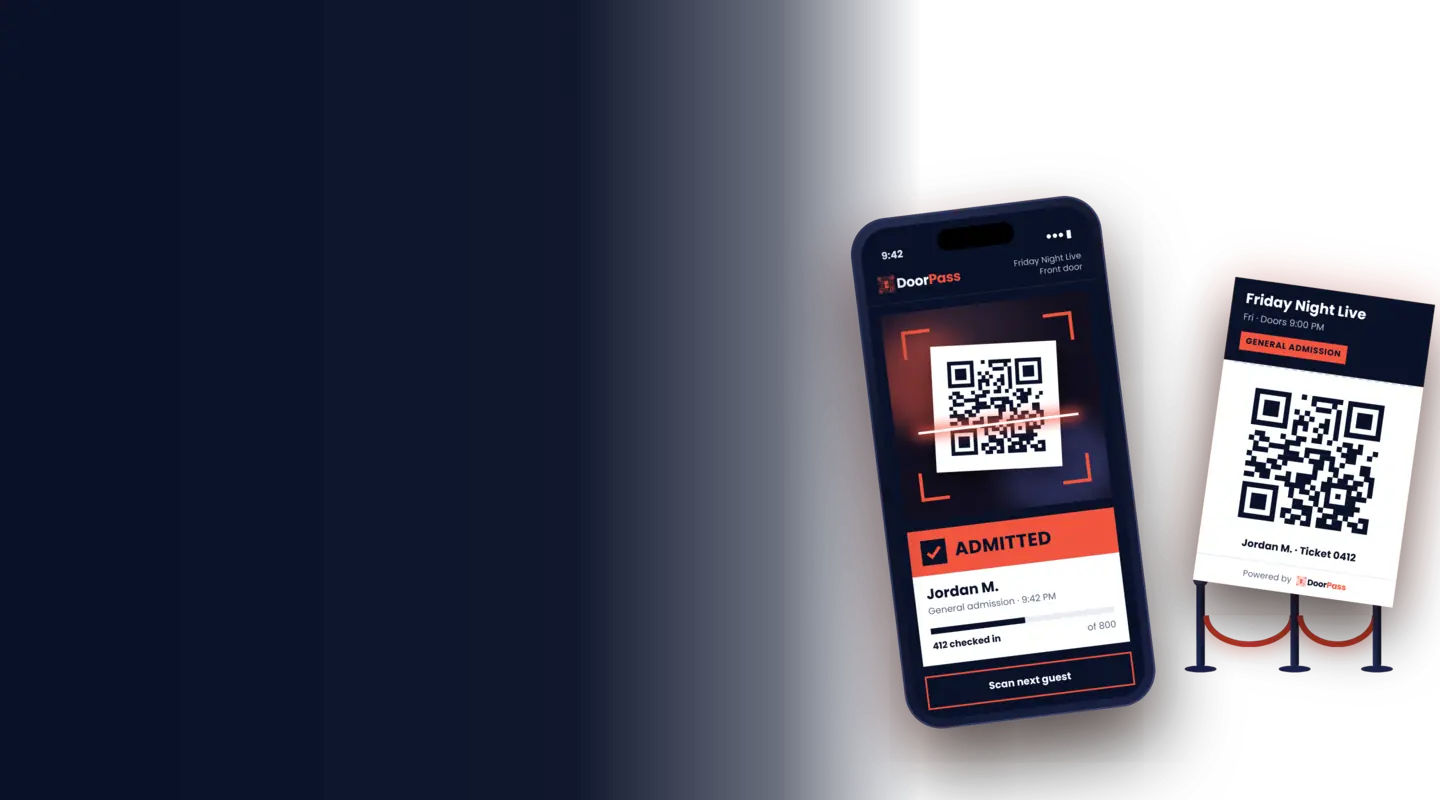 9:42
DoorPass
Friday Night Live
Front door
ADMITTED
Jordan M.
General admission · 9:42 PM
412 checked in
of 800
Scan next guest
Friday Night Live
Fri · Doors 9:00 PM
GENERAL ADMISSION
Jordan M. · Ticket 0412
Powered by DoorPass